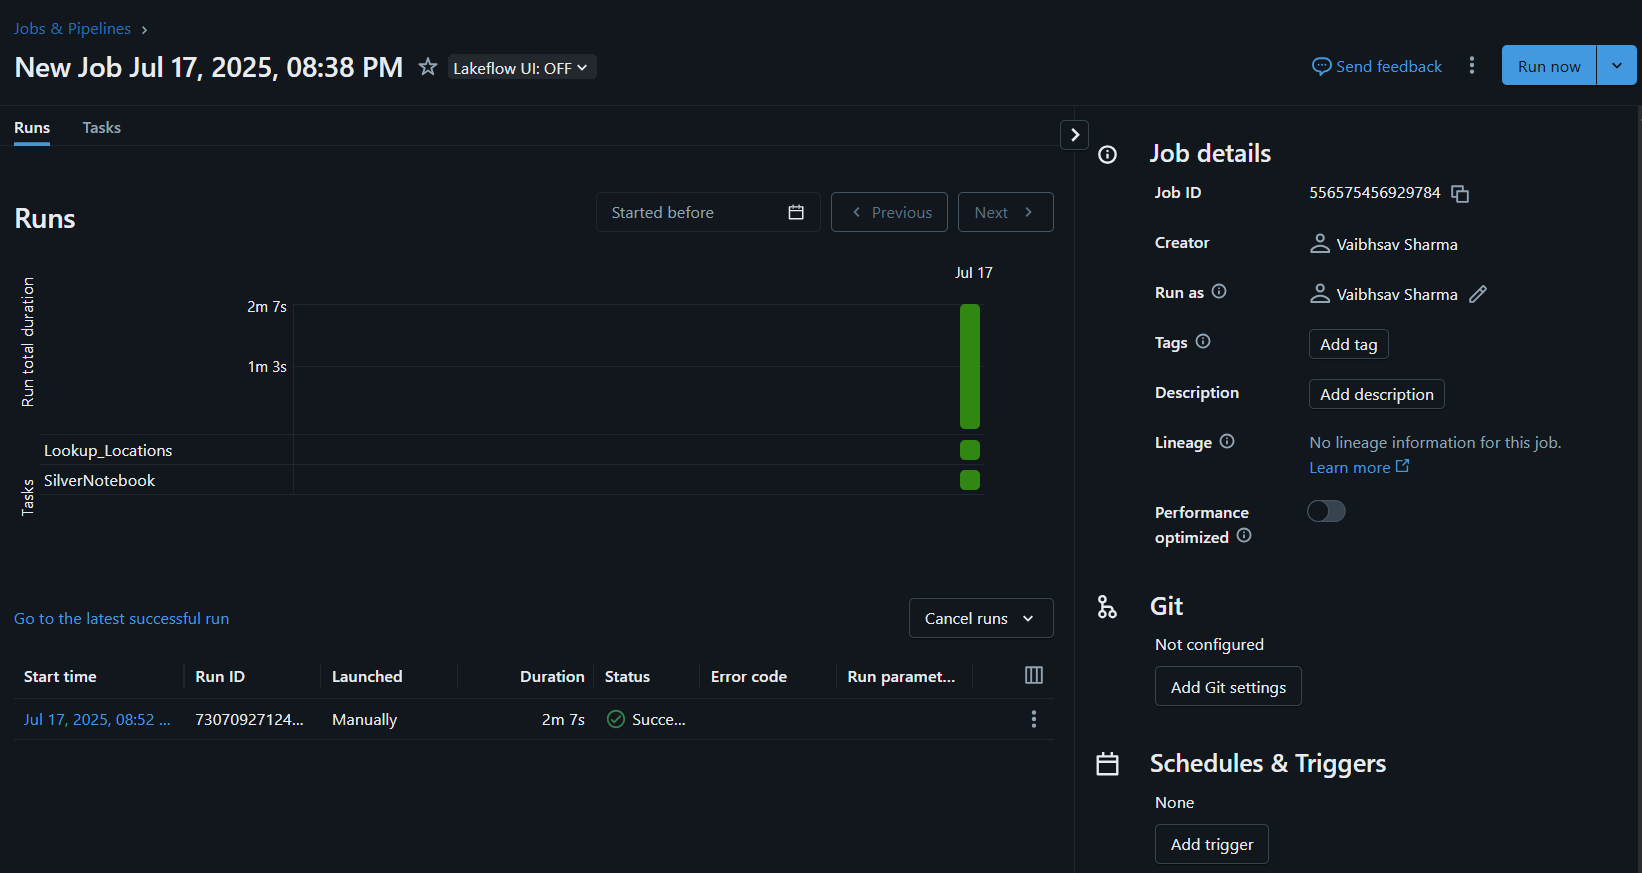 Jobs & Pipelines
New Job Jul 17, 2025, 08:38 PM
Lakeflow UI: OFF
Send feedback
Run now
Runs
Tasks
Runs
Started before
Previous
Next
Jul 17
Run total duration
2m 7s
1m 3s
Tasks
Lookup_Locations
SilverNotebook
Go to the latest successful run
Cancel runs
Start time Run ID Launched Duration Status Error code Run paramet...
Jul 17, 2025, 08:52 ... 73070927124... Manually 2m 7s Succe...
Job details
Job ID 556575456929784
Creator Vaibhsav Sharma
Run as Vaibhsav Sharma
Tags Add tag
Description Add description
Lineage No lineage information for this job.
Learn more
Performance
optimized
Git
Not configured
Add Git settings
Schedules & Triggers
None
Add trigger